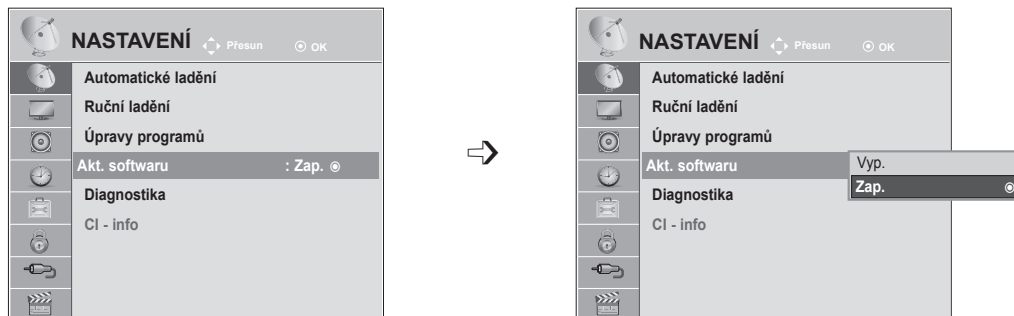 NASTAVENÍ Přesun OK
Automatické ladění
Ruční ladění
Úpravy programů
Akt. softwaru : Zap.
Diagnostika
CI - info
NASTAVENÍ Přesun OK
Automatické ladění
Ruční ladění
Úpravy programů
Akt. softwaru
Vyp.
Zap.
Diagnostika
CI - info